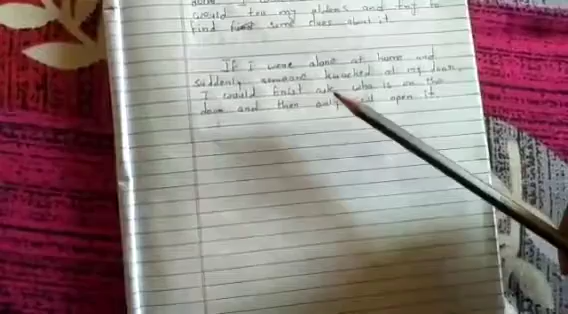 would tell my elders and try to
find first some clues about it
If I were alone at home and
suddenly someone knocked at my door,
I would first ask who is on the
door and then only open it.